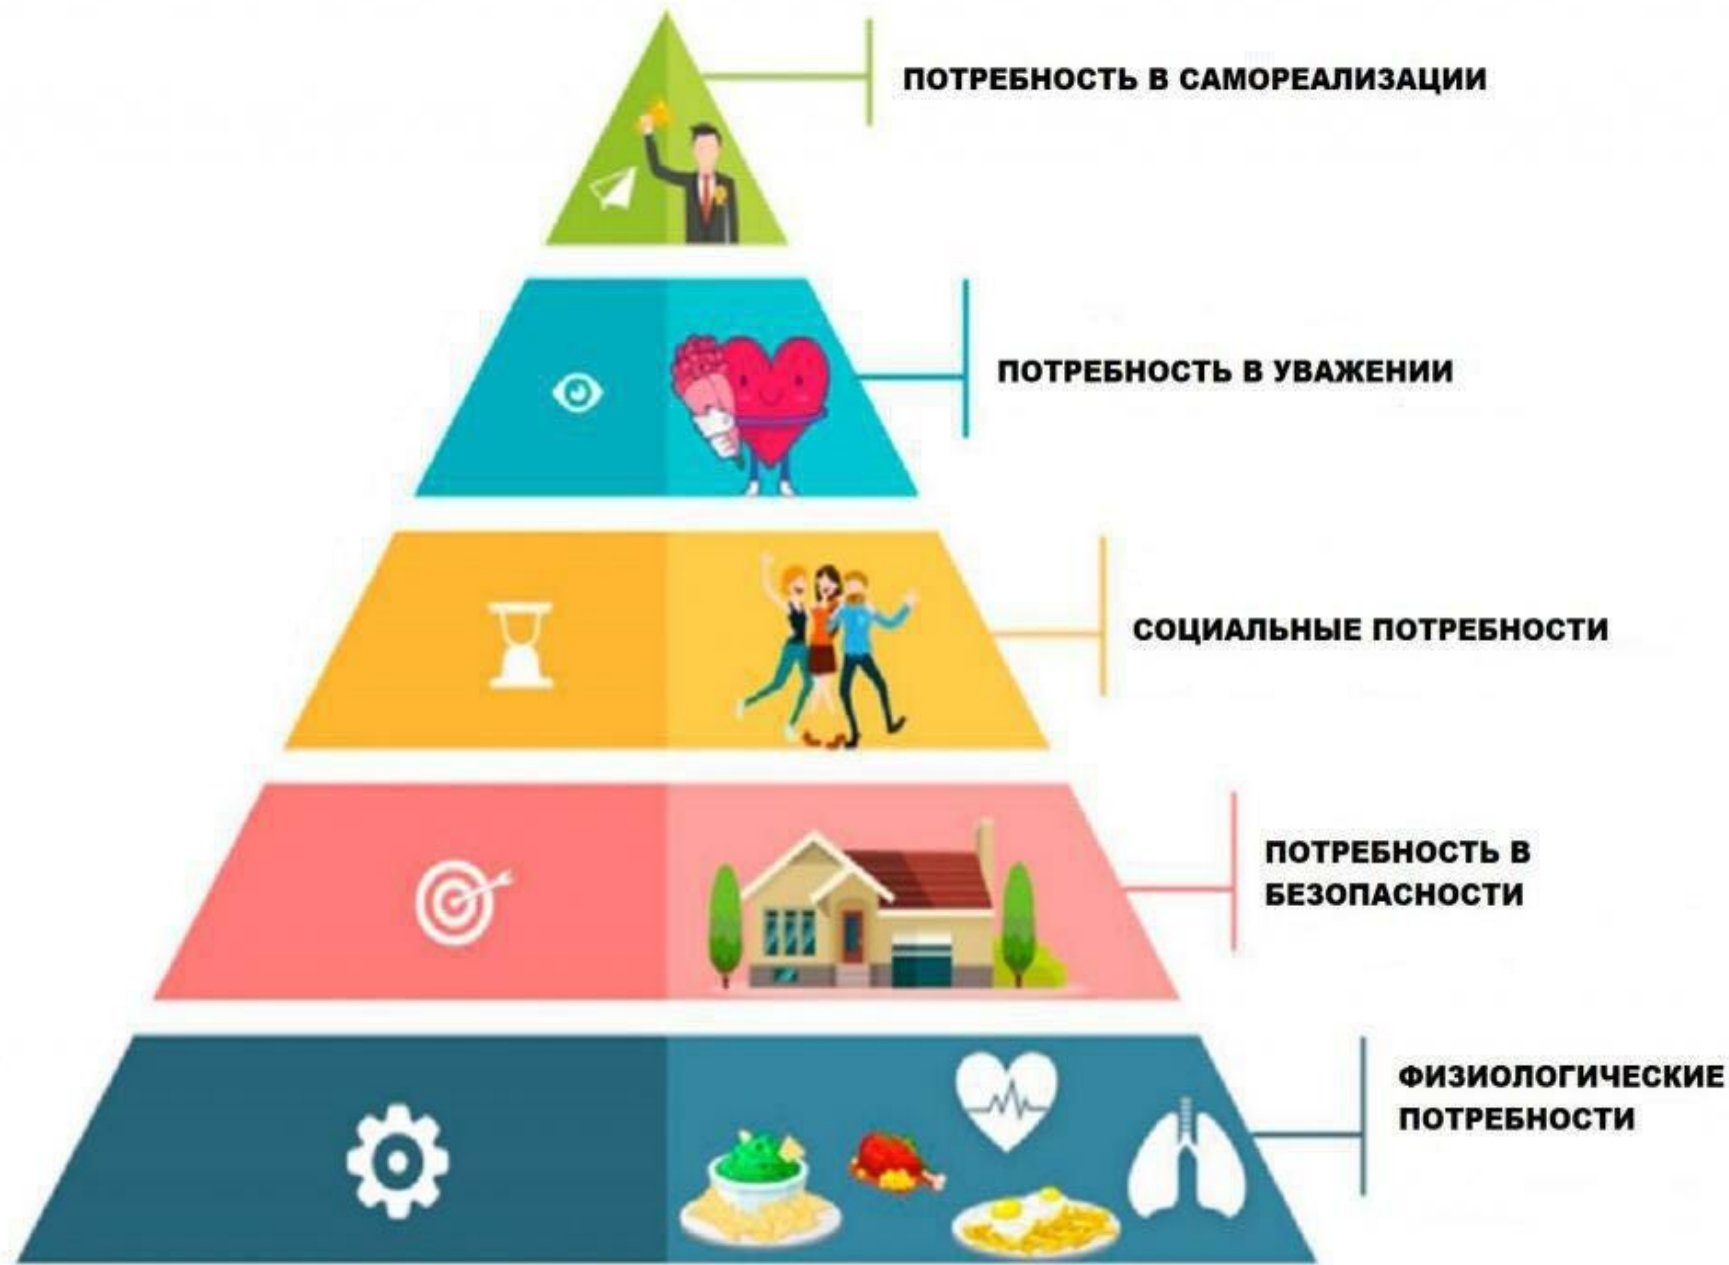 ПОТРЕБНОСТЬ В САМОРЕАЛИЗАЦИИ
ПОТРЕБНОСТЬ В УВАЖЕНИИ
СОЦИАЛЬНЫЕ ПОТРЕБНОСТИ
ПОТРЕБНОСТЬ В
БЕЗОПАСНОСТИ
ФИЗИОЛОГИЧЕСКИЕ
ПОТРЕБНОСТИ